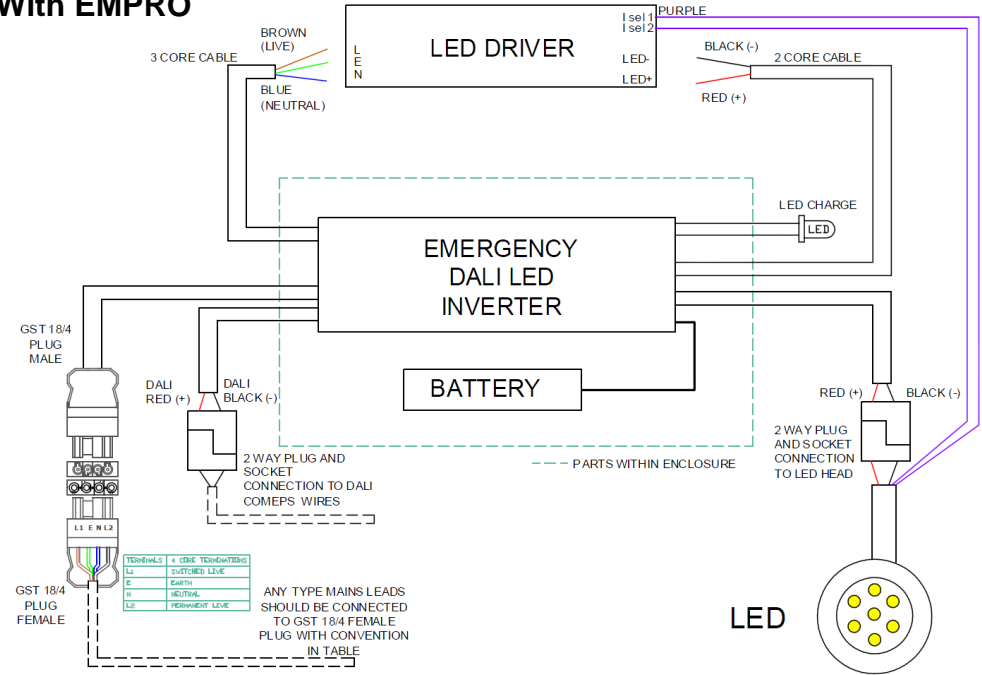 With EMPRO
BROWN
(LIVE)
3 CORE CABLE
BLUE
(NEUTRAL)
L
E
N
LED DRIVER
I sel 1
I sel 2
LED-
LED+
PURPLE
BLACK (-)
2 CORE CABLE
RED (+)
LED CHARGE
LED
EMERGENCY
DALI LED
INVERTER
BATTERY
GST 18/4
PLUG
MALE
DALI
RED (+)
DALI
BLACK (-)
2 WAY PLUG AND
SOCKET
CONNECTION TO DALI
COMEPS WIRES
PARTS WITHIN ENCLOSURE
RED (+)
BLACK (-)
2 WAY PLUG
AND SOCKET
CONNECTION
TO LED HEAD
L1 E N L2
GST 18/4
PLUG
FEMALE
TERMINALS 4 CORE TERMINATIONS
L1 SWITCHED LIVE
E EARTH
N NEUTRAL
L2 PERMANENT LIVE
ANY TYPE MAINS LEADS
SHOULD BE CONNECTED
TO GST 18/4 FEMALE
PLUG WITH CONVENTION
IN TABLE
LED